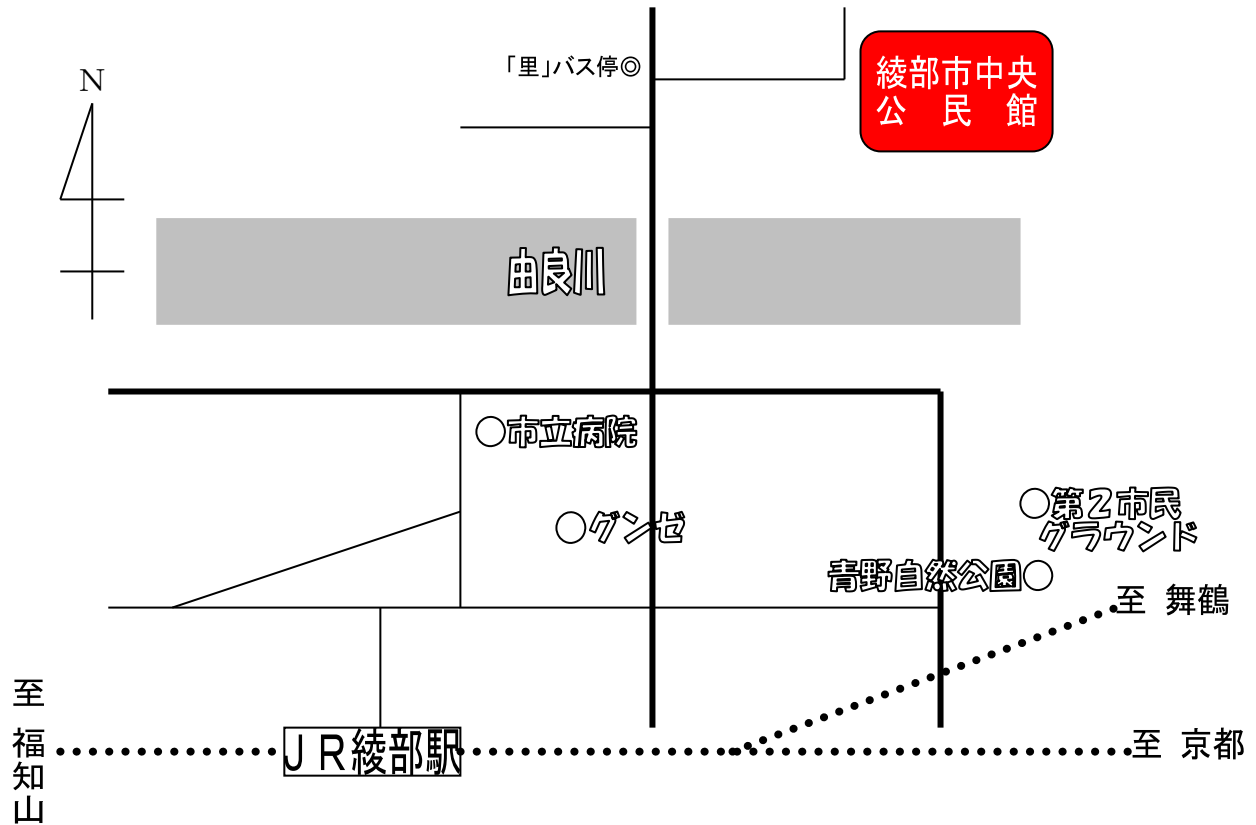 「里」バス停◎
綾部市中央
公　民　館
N
由良川
○市立病院
○第２市民
グラウンド
○グンゼ
青野自然公園○
至 舞鶴
至 福知山
ＪＲ綾部駅
至 京都